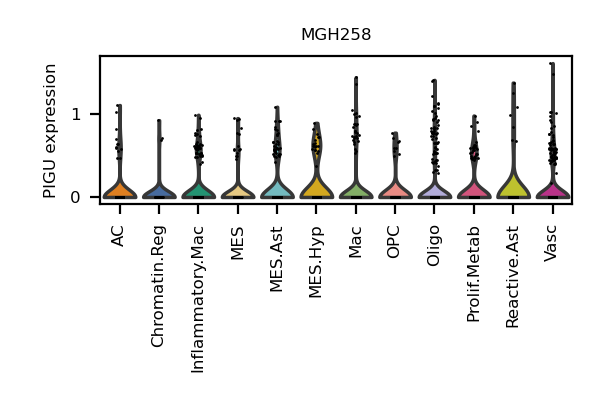 MGH258
PIGU expression
1
0
AC
Chromatin.Reg
Inflammatory.Mac
MES
MES.Ast
MES.Hyp
Mac
OPC
Oligo
Prolif.Metab
Reactive.Ast
Vasc